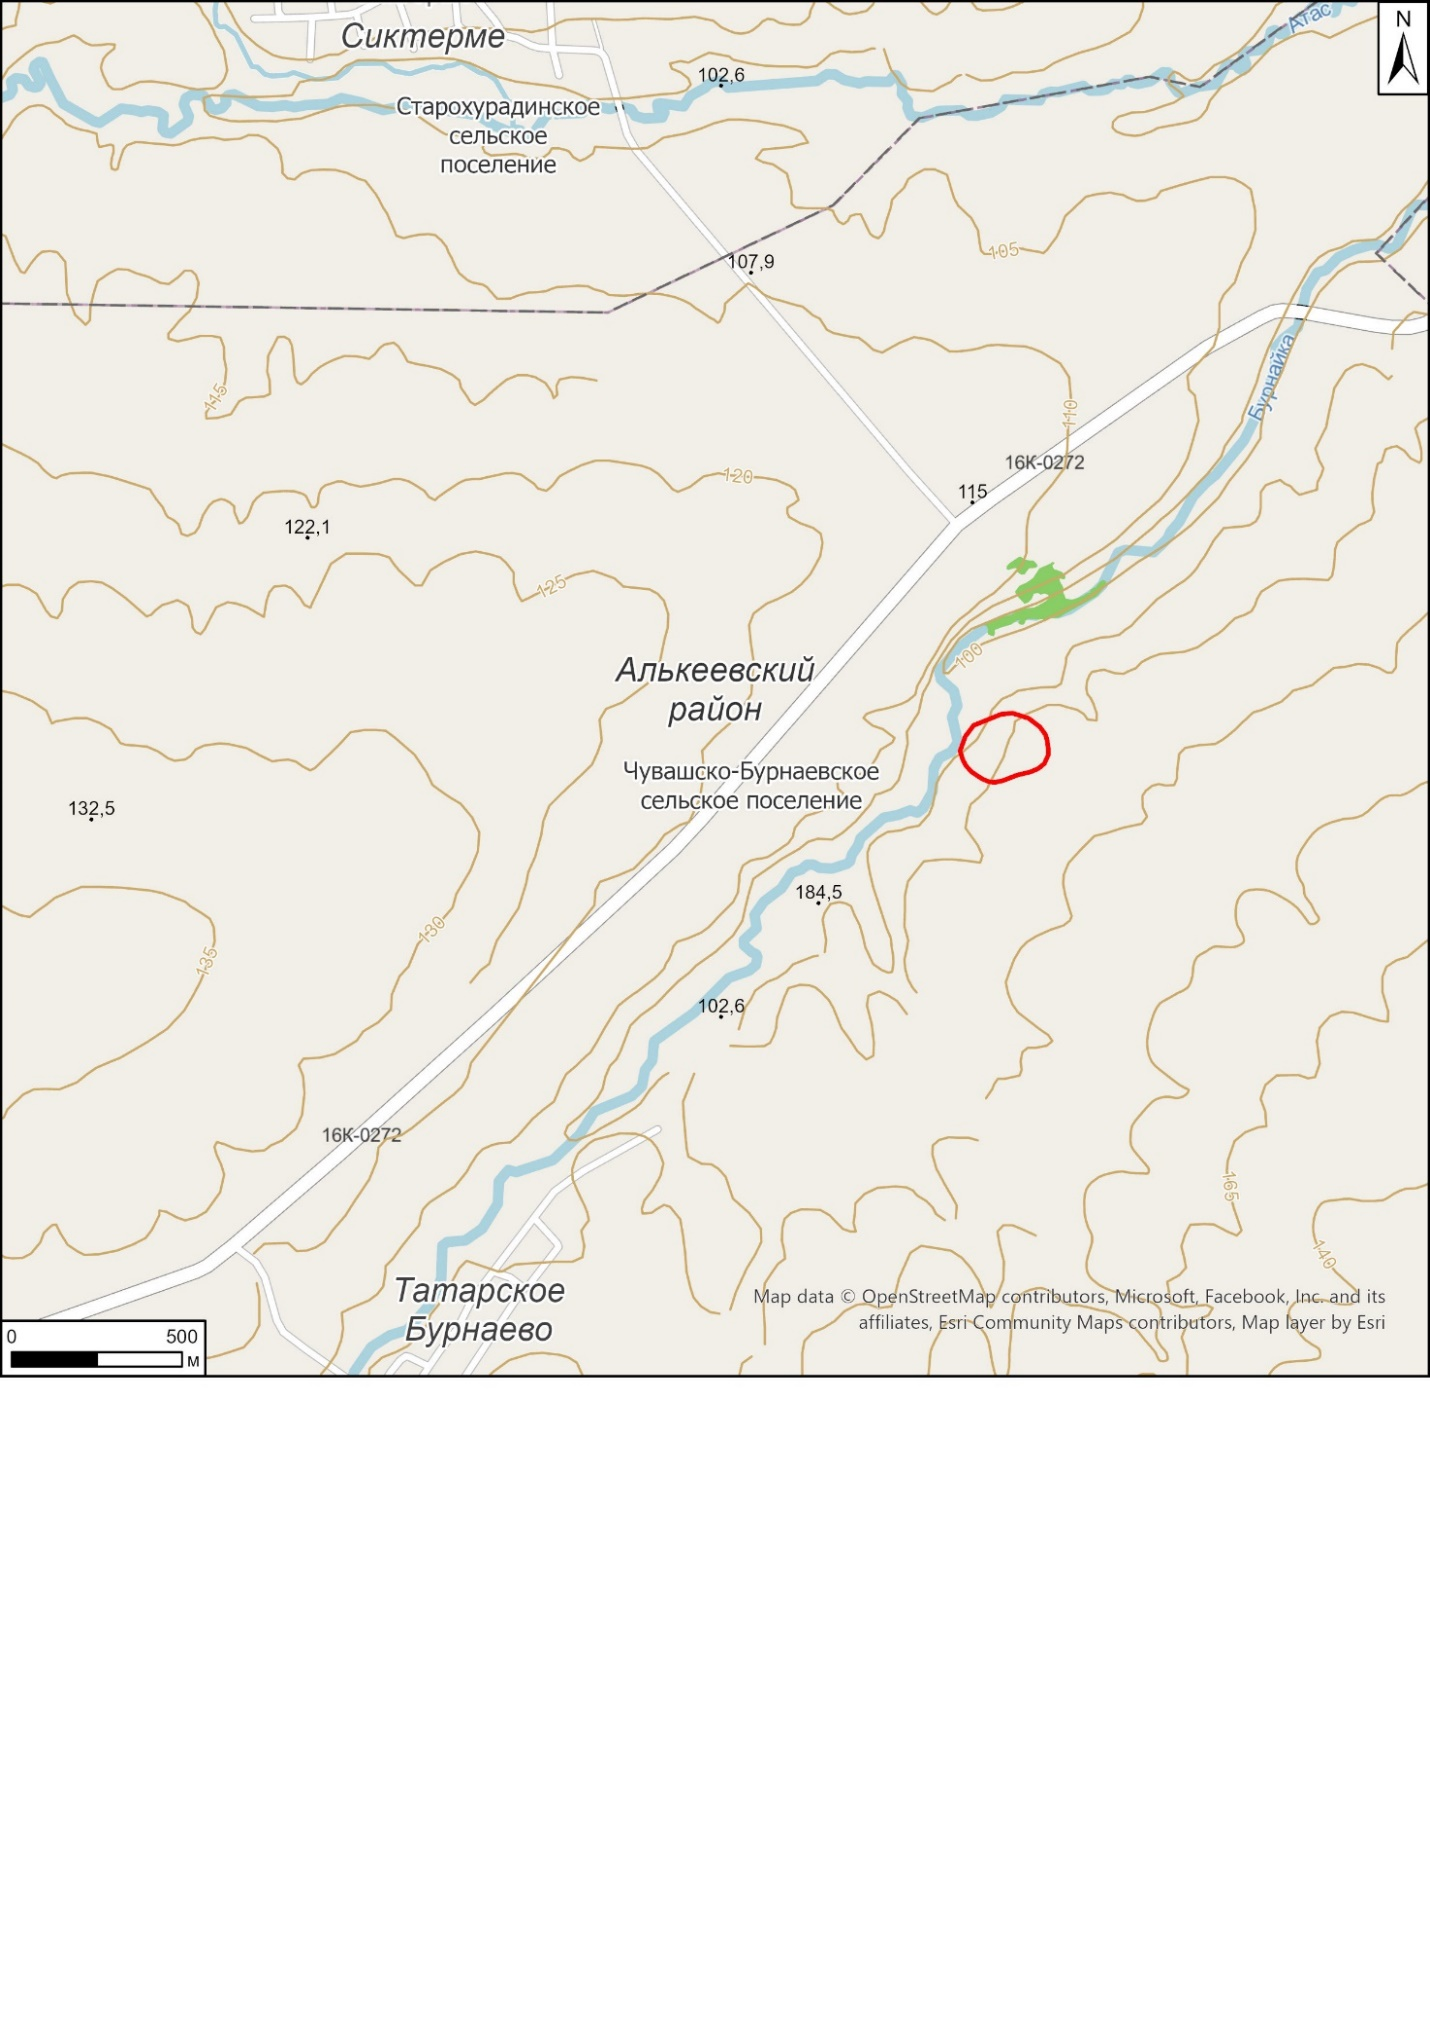 N
Атас
Сиктерме
102,6
Старохурадинское
сельское
поселение
105
107,9
Бурнайка
115
110
16К-0272
120
115
122,1
125
100
Алькеевский
район
Чувашско-Бурнаевское
сельское поселение
132,5
184,5
130
135
102,6
16К-0272
165
140
Татарское
Бурнаево
Map data © OpenStreetMap contributors, Microsoft, Facebook, Inc. and its
affiliates, Esri Community Maps contributors, Map layer by Esri
0 500
м